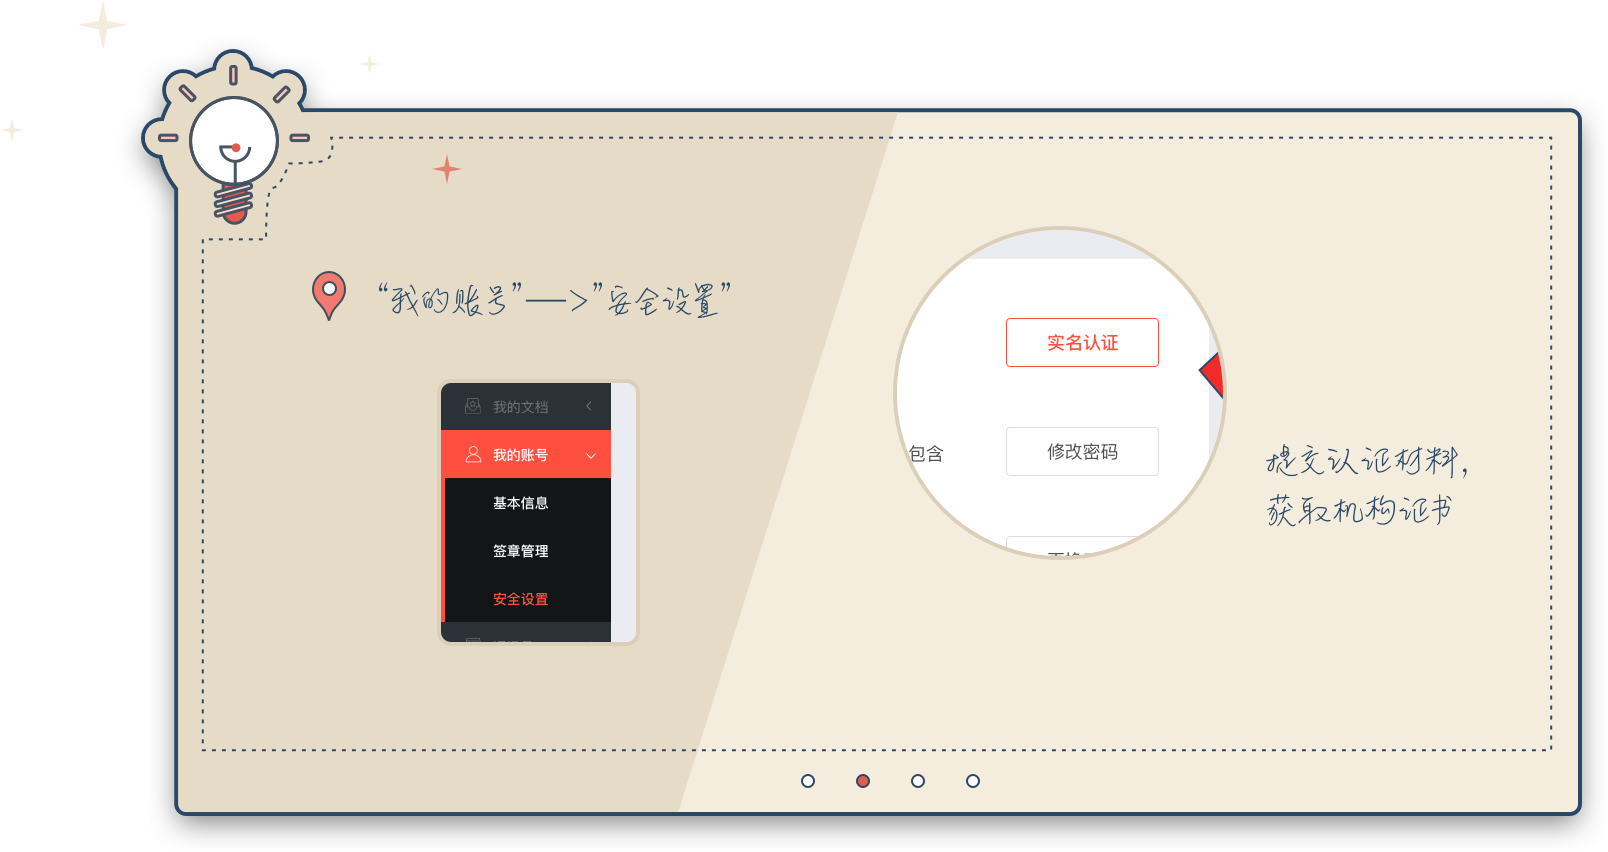 “我的账号”——>”安全设置”
我的文档
我的账号
基本信息
签章管理
安全设置
实名认证
包含
修改密码
提交认证材料，
获取机构证书